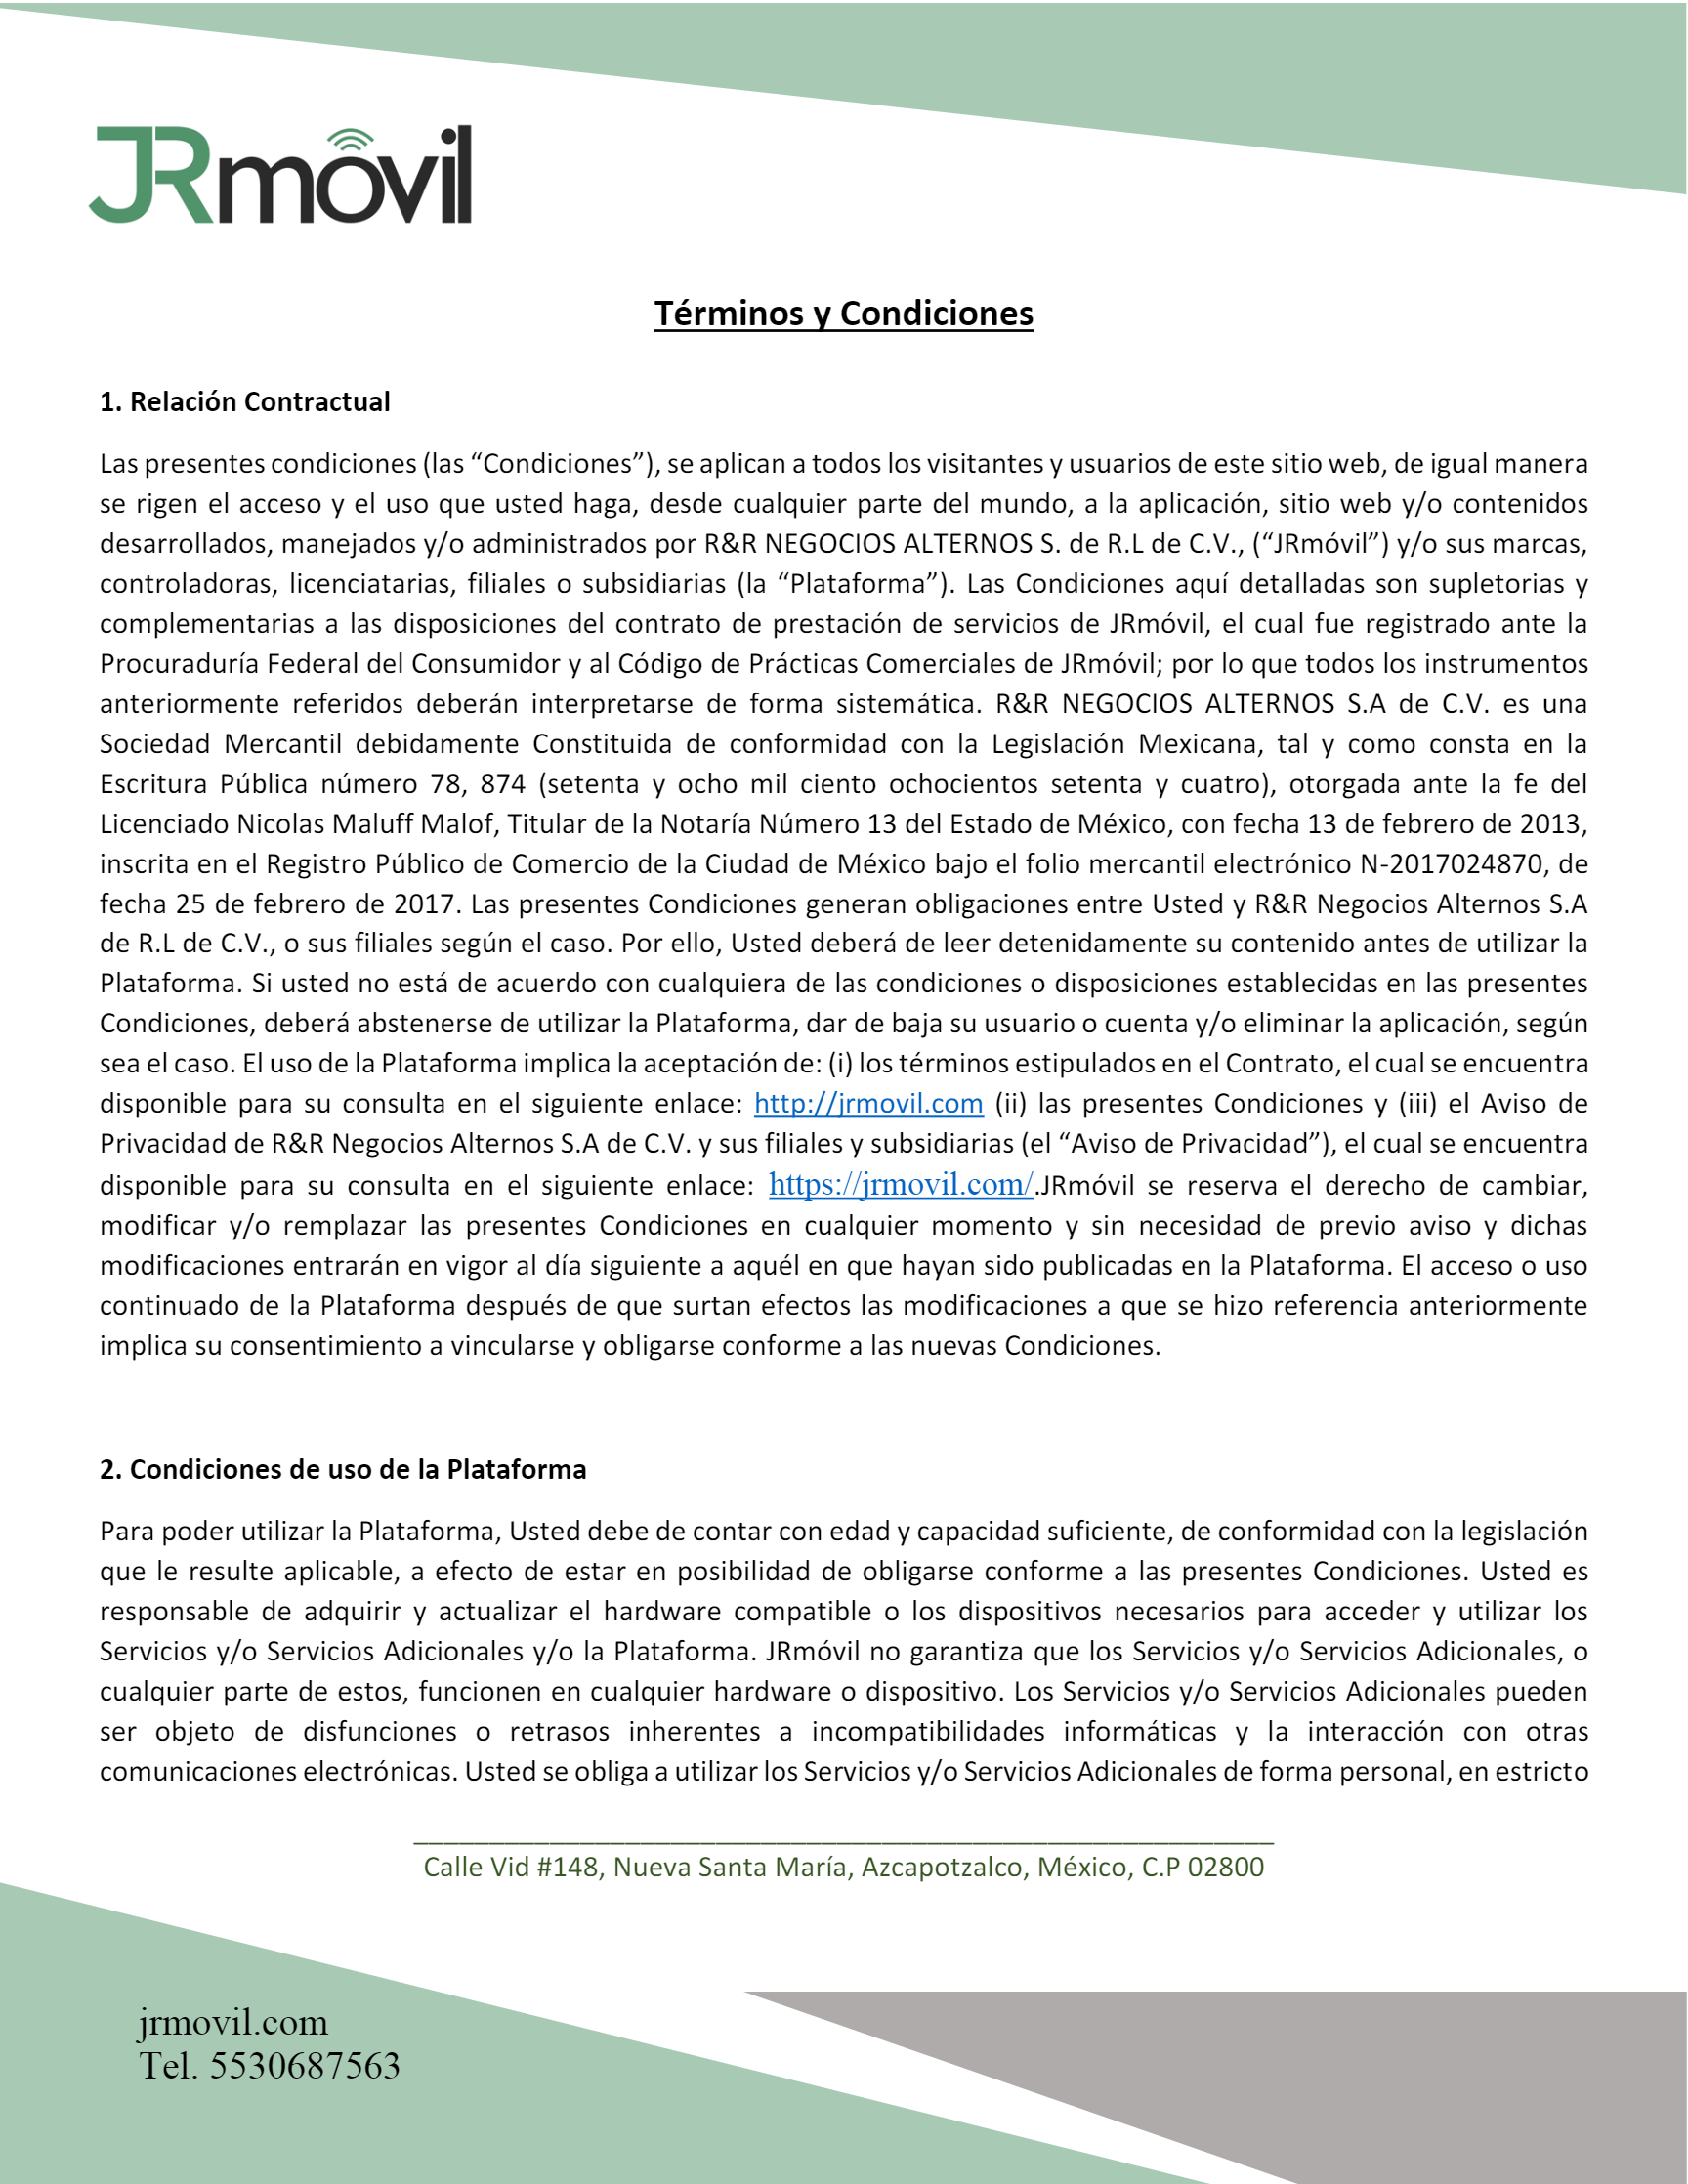 JRmóvil
Términos y Condiciones
1. Relación Contractual
Las presentes condiciones (las “Condiciones”), se aplican a todos los visitantes y usuarios de este sitio web, de igual manera
se rigen el acceso y el uso que usted haga, desde cualquier parte del mundo, a la aplicación, sitio web y/o contenidos
desarrollados, manejados y/o administrados por R&R NEGOCIOS ALTERNOS S. de R.L de C.V., (“JRmóvil”) y/o sus marcas,
controladoras, licenciatarias, filiales o subsidiarias (la “Plataforma”). Las Condiciones aquí detalladas son supletorias y
complementarias a las disposiciones del contrato de prestación de servicios de JRmóvil, el cual fue registrado ante la
Procuraduría Federal del Consumidor y al Código de Prácticas Comerciales de JRmóvil; por lo que todos los instrumentos
anteriormente referidos deberán interpretarse de forma sistemática. R&R NEGOCIOS ALTERNOS S.A de C.V. es una
Sociedad Mercantil debidamente Constituida de conformidad con la Legislación Mexicana, tal y como consta en la
Escritura Pública número 78, 874 (setenta y ocho mil ciento ochocientos setenta y cuatro), otorgada ante la fe del
Licenciado Nicolas Maluff Malof, Titular de la Notaría Número 13 del Estado de México, con fecha 13 de febrero de 2013,
inscrita en el Registro Público de Comercio de la Ciudad de México bajo el folio mercantil electrónico N-2017024870, de
fecha 25 de febrero de 2017. Las presentes Condiciones generan obligaciones entre Usted y R&R Negocios Alternos S.A
de R.L de C.V., o sus filiales según el caso. Por ello, Usted deberá de leer detenidamente su contenido antes de utilizar la
Plataforma. Si usted no está de acuerdo con cualquiera de las condiciones o disposiciones establecidas en las presentes
Condiciones, deberá abstenerse de utilizar la Plataforma, dar de baja su usuario o cuenta y/o eliminar la aplicación, según
sea el caso. El uso de la Plataforma implica la aceptación de: (i) los términos estipulados en el Contrato, el cual se encuentra
disponible para su consulta en el siguiente enlace: http://jrmovil.com (ii) las presentes Condiciones y (iii) el Aviso de
Privacidad de R&R Negocios Alternos S.A de C.V. y sus filiales y subsidiarias (el “Aviso de Privacidad”), el cual se encuentra
disponible para su consulta en el siguiente enlace: https://jrmovil.com/.JRmóvil se reserva el derecho de cambiar,
modificar y/o remplazar las presentes Condiciones en cualquier momento y sin necesidad de previo aviso y dichas
modificaciones entrarán en vigor al día siguiente a aquél en que hayan sido publicadas en la Plataforma. El acceso o uso
continuado de la Plataforma después de que surtan efectos las modificaciones a que se hizo referencia anteriormente
implica su consentimiento a vincularse y obligarse conforme a las nuevas Condiciones.
2. Condiciones de uso de la Plataforma
Para poder utilizar la Plataforma, Usted debe de contar con edad y capacidad suficiente, de conformidad con la legislación
que le resulte aplicable, a efecto de estar en posibilidad de obligarse conforme a las presentes Condiciones. Usted es
responsable de adquirir y actualizar el hardware compatible o los dispositivos necesarios para acceder y utilizar los
Servicios y/o Servicios Adicionales y/o la Plataforma. JRmóvil no garantiza que los Servicios y/o Servicios Adicionales, o
cualquier parte de estos, funcionen en cualquier hardware o dispositivo. Los Servicios y/o Servicios Adicionales pueden
ser objeto de disfunciones o retrasos inherentes a incompatibilidades informáticas y la interacción con otras
comunicaciones electrónicas. Usted se obliga a utilizar los Servicios y/o Servicios Adicionales de forma personal, en estricto
Calle Vid #148, Nueva Santa María, Azcapotzalco, México, C.P 02800
jrmovil.com
Tel. 5530687563